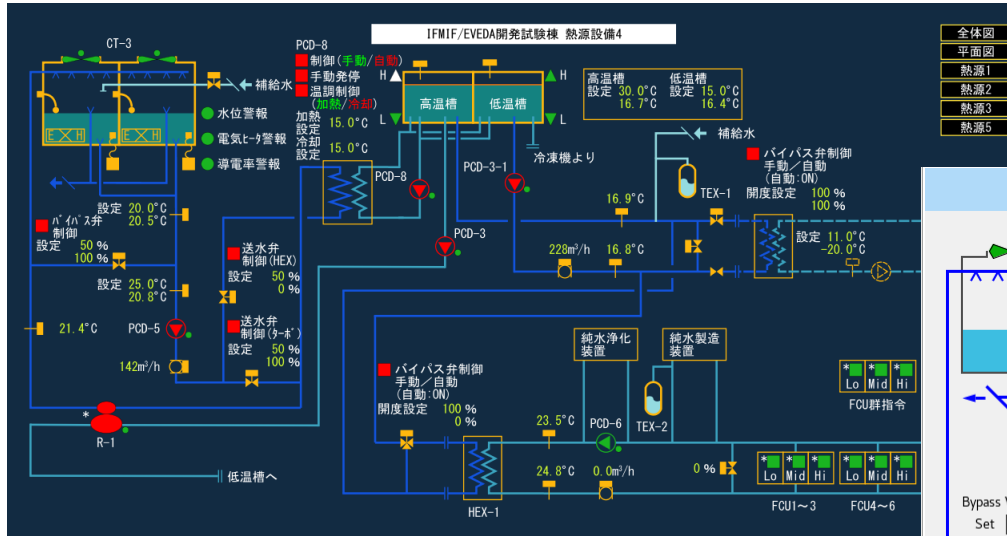 IFMIF/EVEDA開発試験棟 熱源設備4
全体図
平面図
熱源1
熱源2
熱源3
熱源5
CT-3
補給水
水位警報
電気ﾋｰﾀ警報
導電率警報
E H
E H
PCD-8
制御(手動/自動)
手動発停
温調制御
(加熱/冷却)
加熱
設定 15.0°C
冷却
設定 15.0°C
H
L
高温槽
低温槽
H
L
高温槽 低温槽
設定 30.0°C 設定 15.0°C
16.7°C 16.4°C
冷凍機より
補給水
TEX-1
バイパス弁制御
手動／自動
(自動:ON)
開度設定 100 %
100 %
PCD-8
PCD-3-1
PCD-3
16.9°C
228m³/h
16.8°C
設定 11.0°C
-20.0°C
設定 20.0°C
20.5°C
ﾊﾞｲﾊﾟｽ弁
制御
設定 50 %
100 %
設定 25.0°C
20.8°C
21.4°C
PCD-5
142m³/h
送水弁
制御(HEX)
設定 50 %
0 %
送水弁
制御(ﾀｰﾎﾞ)
設定 50 %
100 %
*
R-1
低温槽へ
バイパス弁制御
手動／自動
(自動:ON)
開度設定 100 %
0 %
純水浄化
装置
純水製造
装置
TEX-2
23.5°C
PCD-6
24.8°C
0.0m³/h
0 %
HEX-1
* Lo Mid Hi
FCU群指令
* Lo Mid Hi
FCU1～3
* Lo Mid Hi
FCU4～6
Bypass
Set